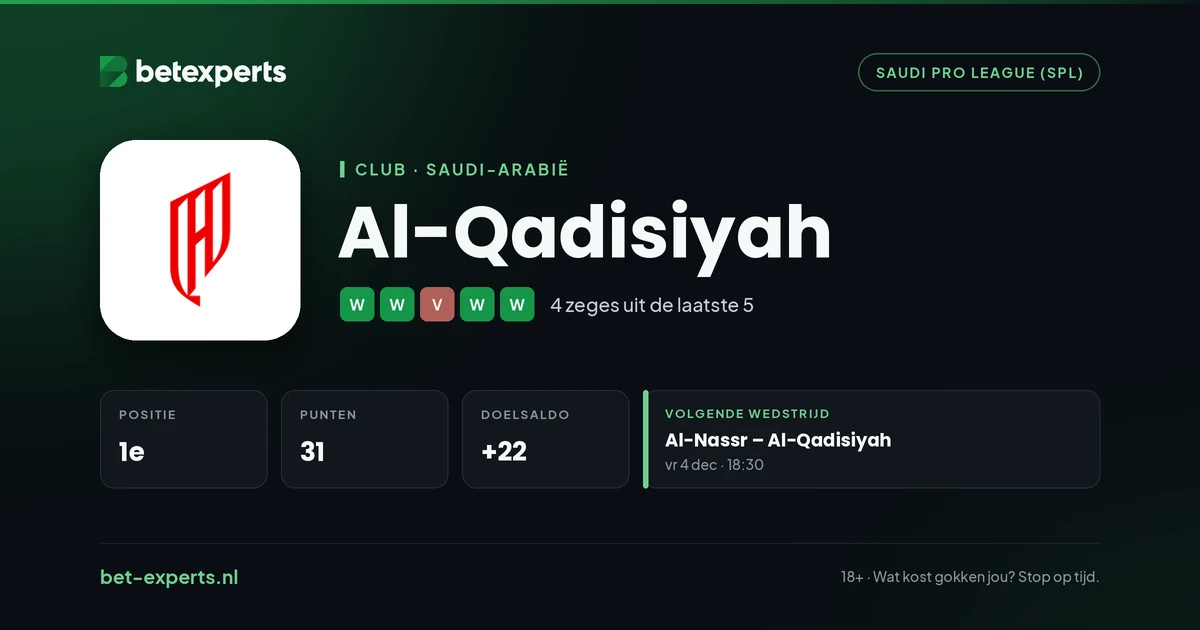 betexperts
SAUDI PRO LEAGUE (SPL)
CLUB · SAUDI-ARABIË
Al-Qadisiyah
W W V W W 4 zeges uit de laatste 5
POSITIE
1e
PUNTEN
31
DOELSALDO
+22
VOLGENDE WEDSTRIJD
Al-Nassr – Al-Qadisiyah
vr 4 dec · 18:30
bet-experts.nl
18+ · Wat kost gokken jou? Stop op tijd.